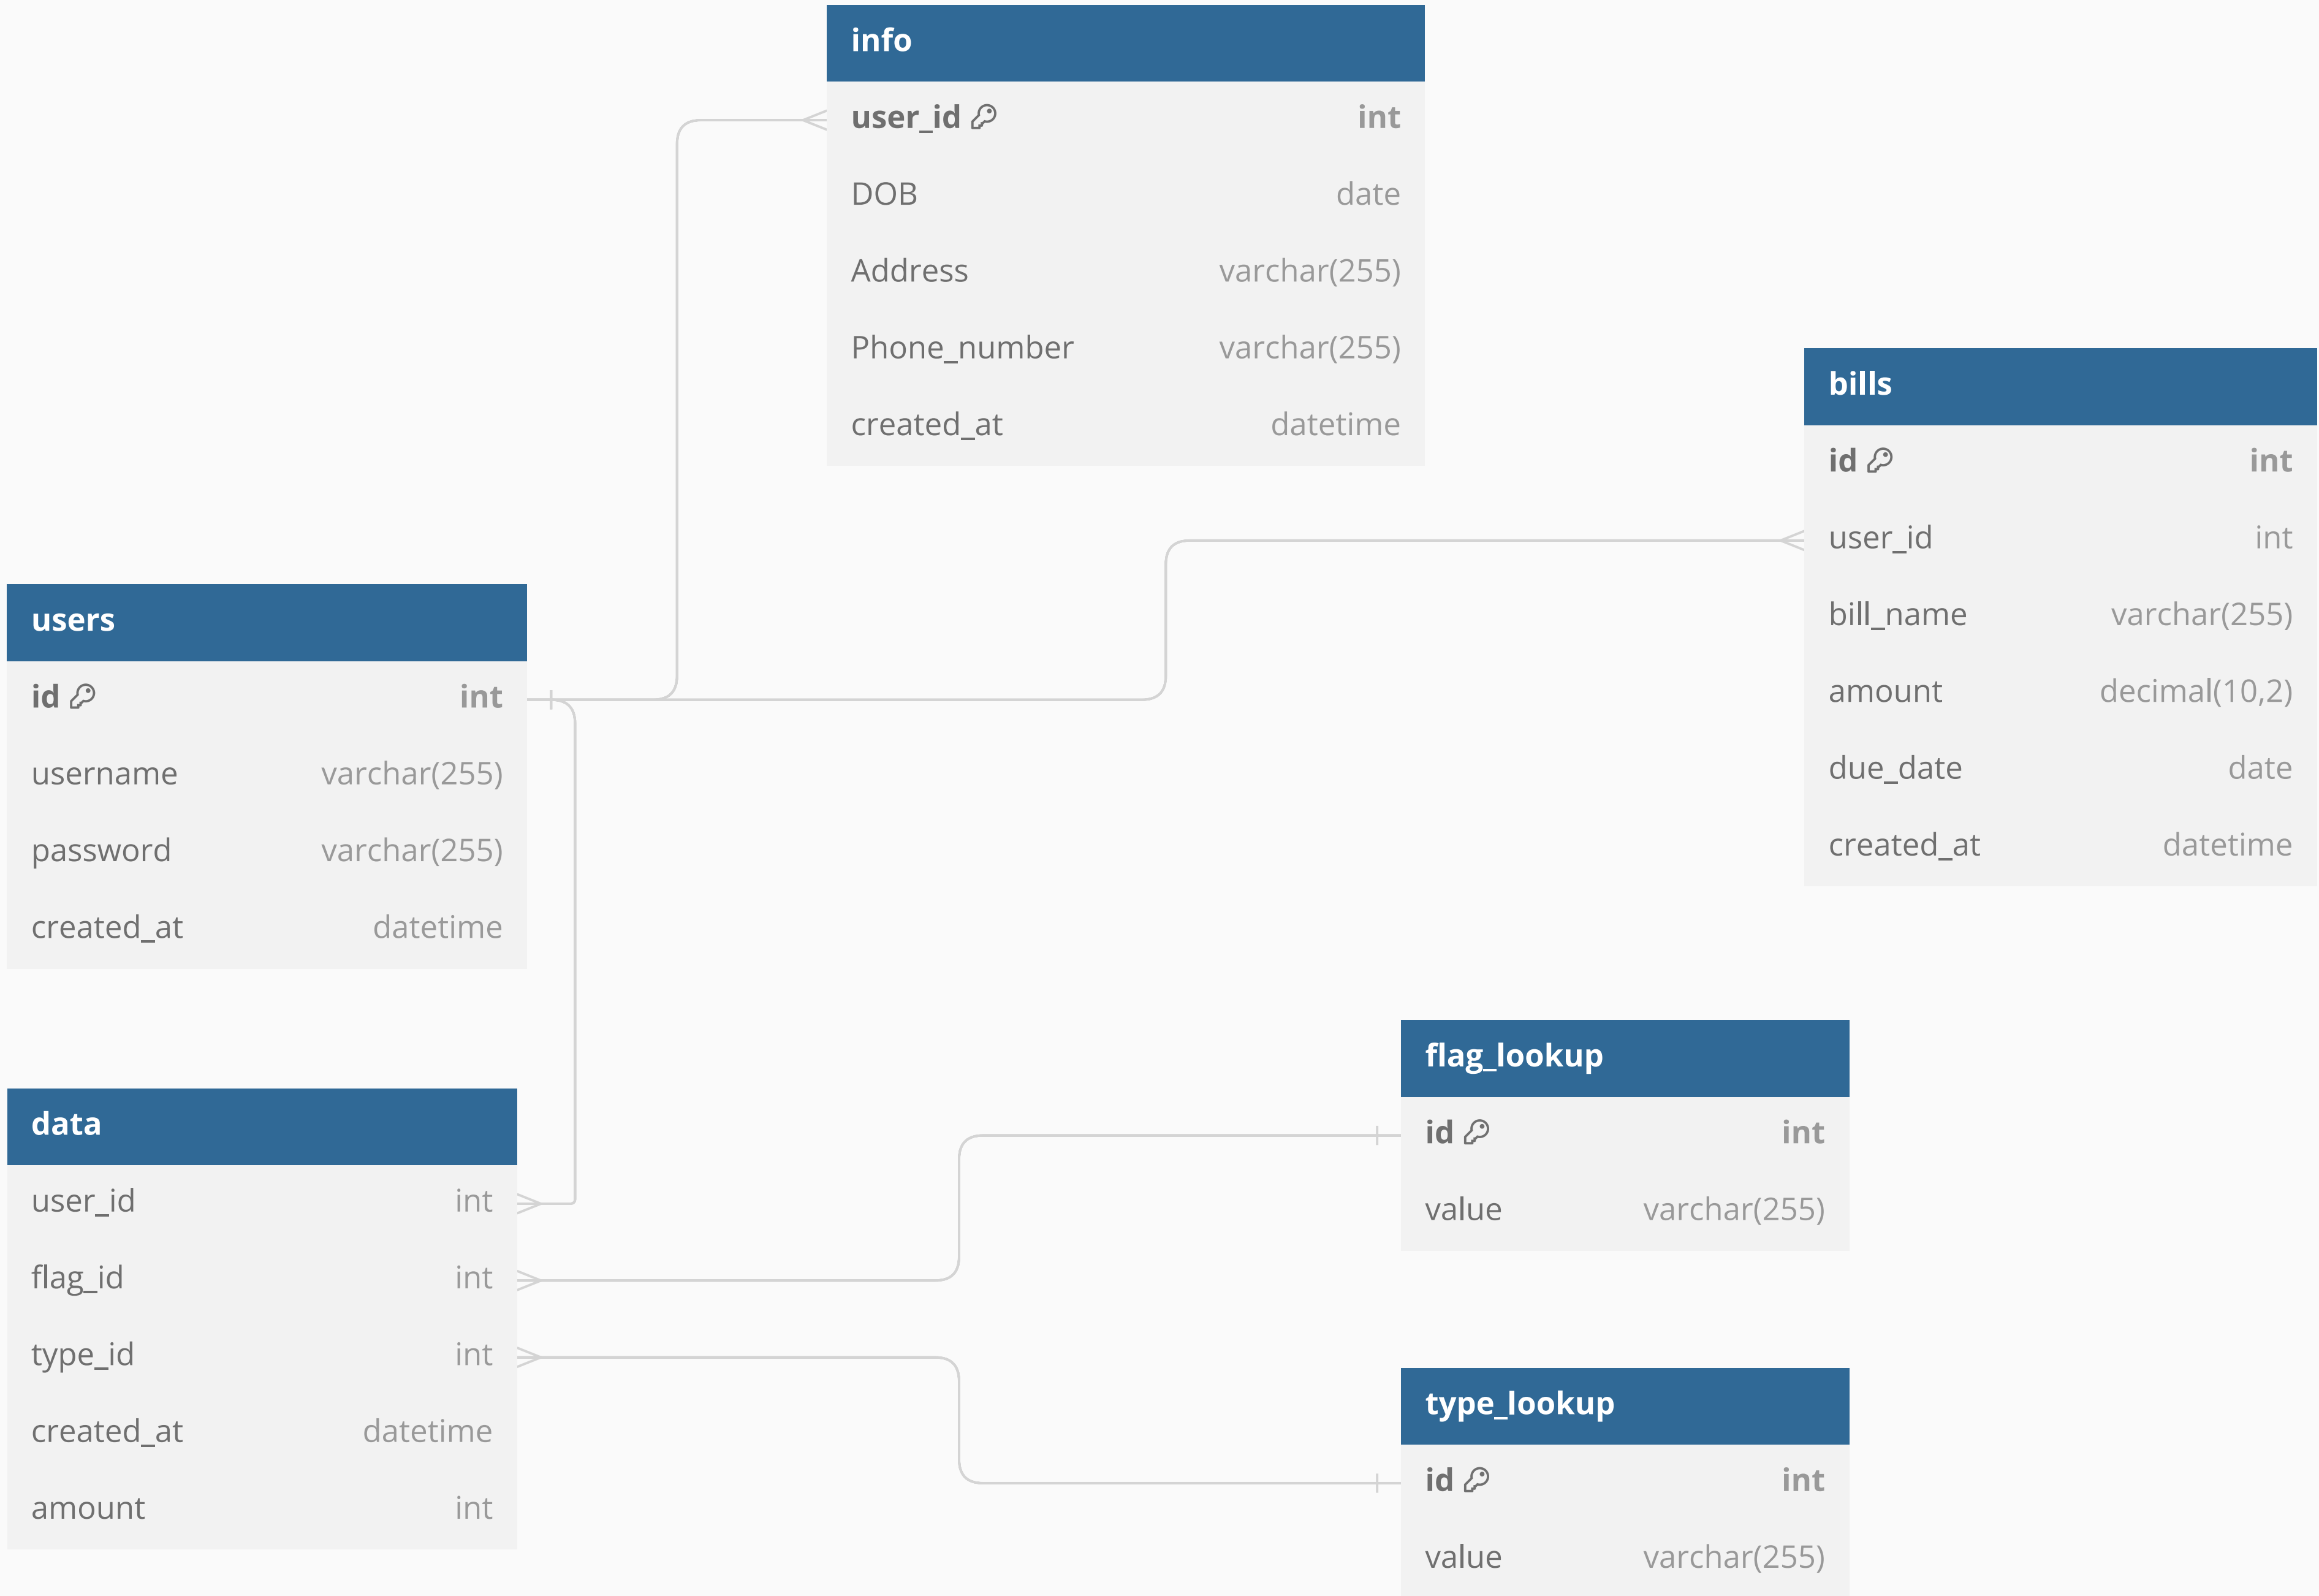 info
user_id int
DOB date
Address varchar(255)
Phone_number varchar(255)
created_at datetime
bills
id int
user_id int
bill_name varchar(255)
amount decimal(10,2)
due_date date
created_at datetime
users
id int
username varchar(255)
password varchar(255)
created_at datetime
data
user_id int
flag_id int
type_id int
created_at datetime
amount int
flag_lookup
id int
value varchar(255)
type_lookup
id int
value varchar(255)